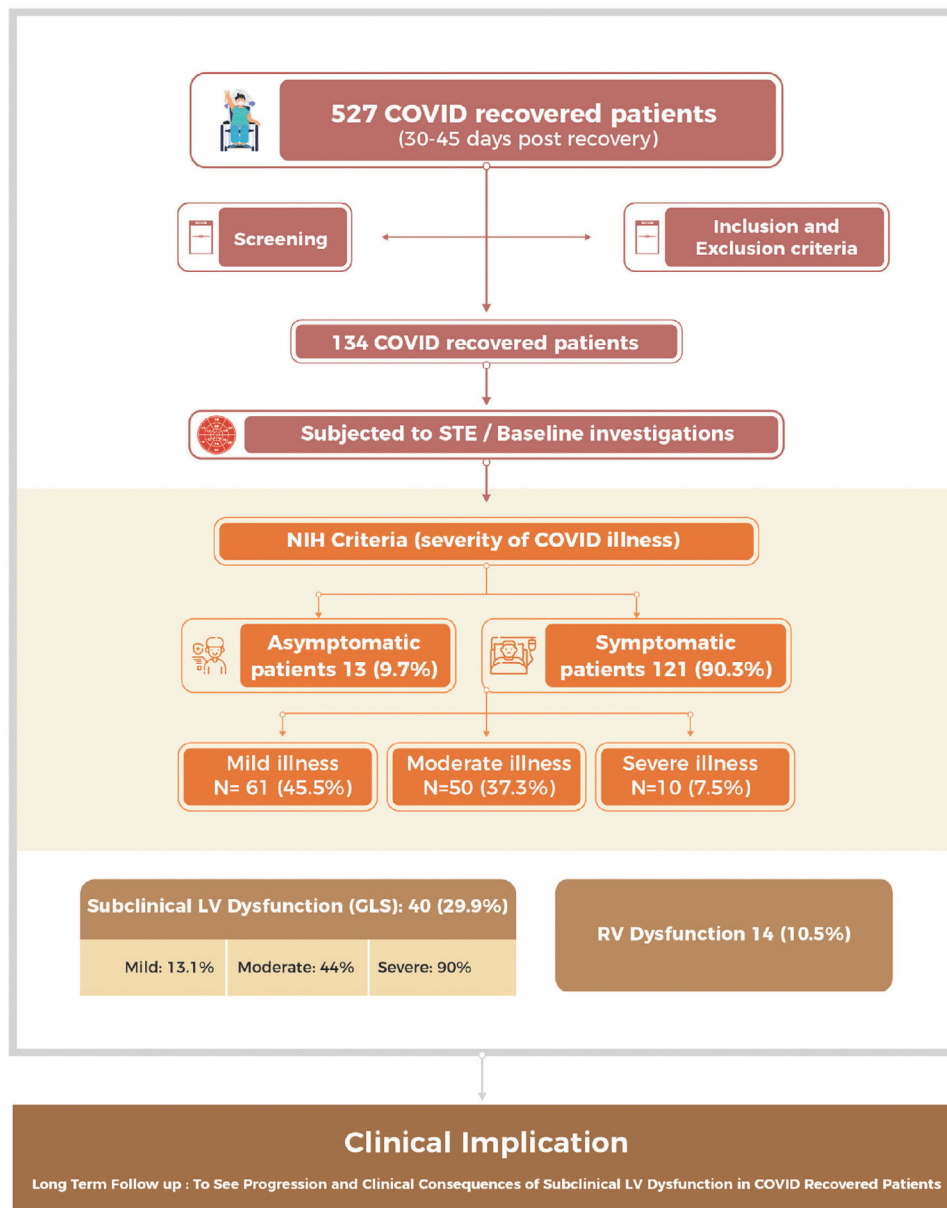 527 COVID recovered patients
(30-45 days post recovery)
Screening
Inclusion and
Exclusion criteria
134 COVID recovered patients
Subjected to STE / Baseline investigations
NIH Criteria (severity of COVID illness)
Asymptomatic
patients 13 (9.7%)
Symptomatic
patients 121 (90.3%)
Mild illness
N= 61 (45.5%)
Moderate illness
N=50 (37.3%)
Severe illness
N=10 (7.5%)
Subclinical LV Dysfunction (GLS): 40 (29.9%)
Mild: 13.1%
Moderate: 44%
Severe: 90%
RV Dysfunction 14 (10.5%)
Clinical Implication
Long Term Follow up : To See Progression and Clinical Consequences of Subclinical LV Dysfunction in COVID Recovered Patients